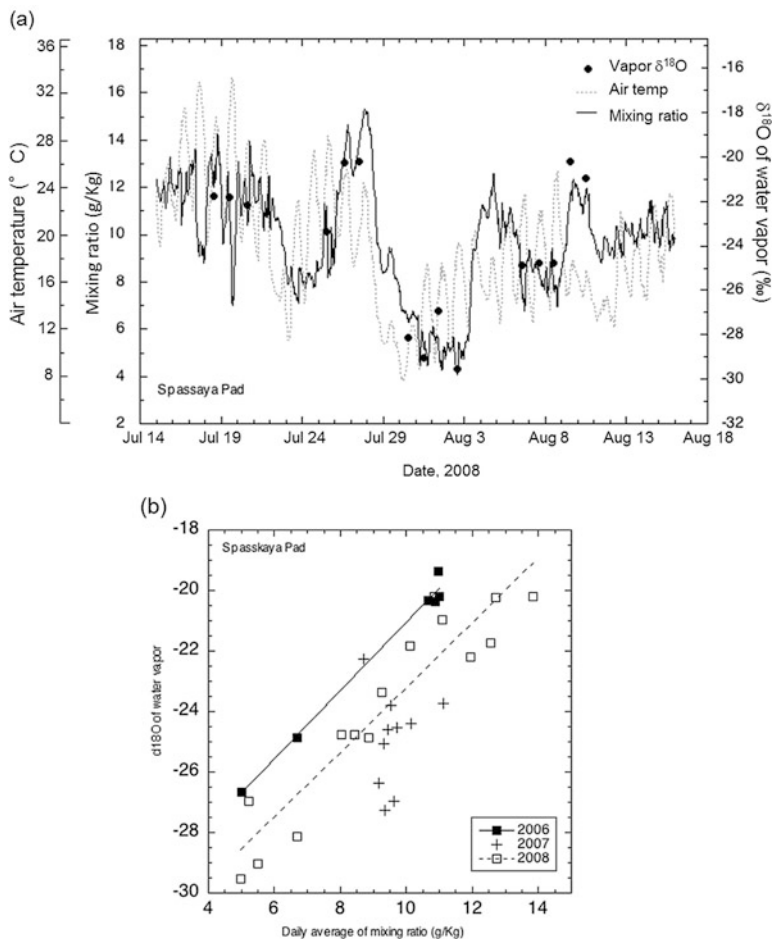 (a)
36
32
28
24
20
16
12
8
Air temperature (° C)
18
16
14
12
10
8
6
4
2
Mixing ratio (g/Kg)
Vapor δ¹⁸O
Air temp
Mixing ratio
-16
-18
-20
-22
-24
-26
-28
-30
-32
δ¹⁸O of water vapor (‰)
Spassaya Pad
Jul 14 Jul 19 Jul 24 Jul 29 Aug 3 Aug 8 Aug 13 Aug 18
Date, 2008
(b)
Spasskaya Pad
-18
-20
-22
-24
-26
-28
-30
d18O of water vapor
2006
2007
2008
4 6 8 10 12 14
Daily average of mixing ratio (g/Kg)